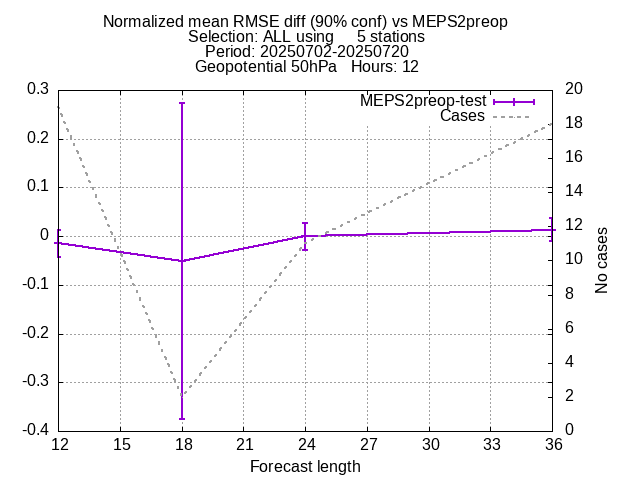 Normalized mean RMSE diff (90% conf) vs MEPS2preop
Selection: ALL using     5 stations
Period: 20250702-20250720
Geopotential 50hPa   Hours: 12
MEPS2preop-test
Cases
0.3
0.2
0.1
0
-0.1
-0.2
-0.3
-0.4
20
18
16
14
12
10
8
6
4
2
0
No cases
12 15 18 21 24 27 30 33 36
Forecast length